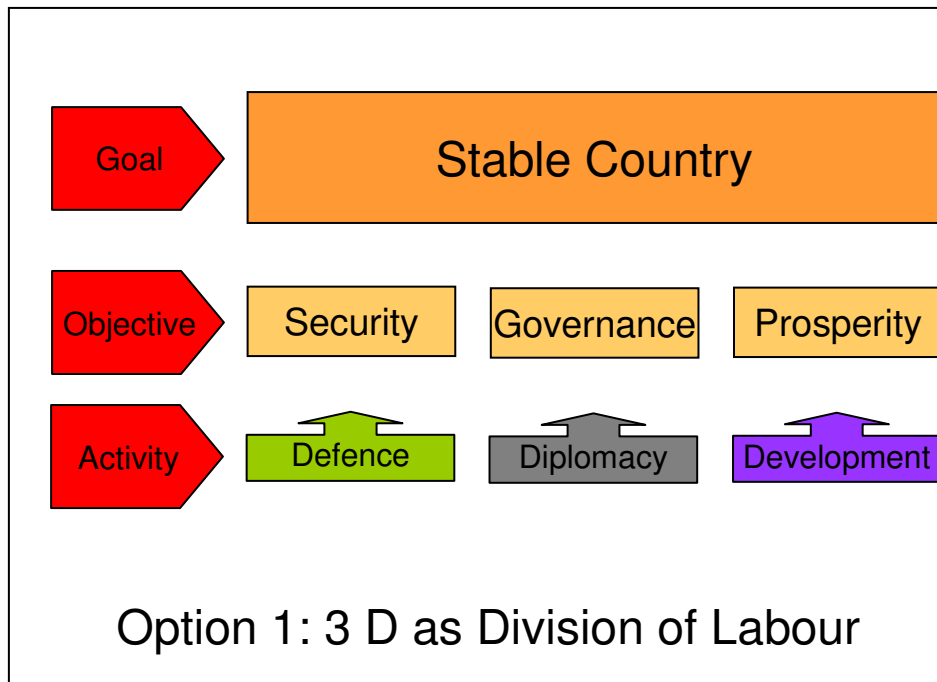 Goal
Stable Country
Objective
Security
Governance
Prosperity
Activity
Defence
Diplomacy
Development
Option 1: 3 D as Division of Labour